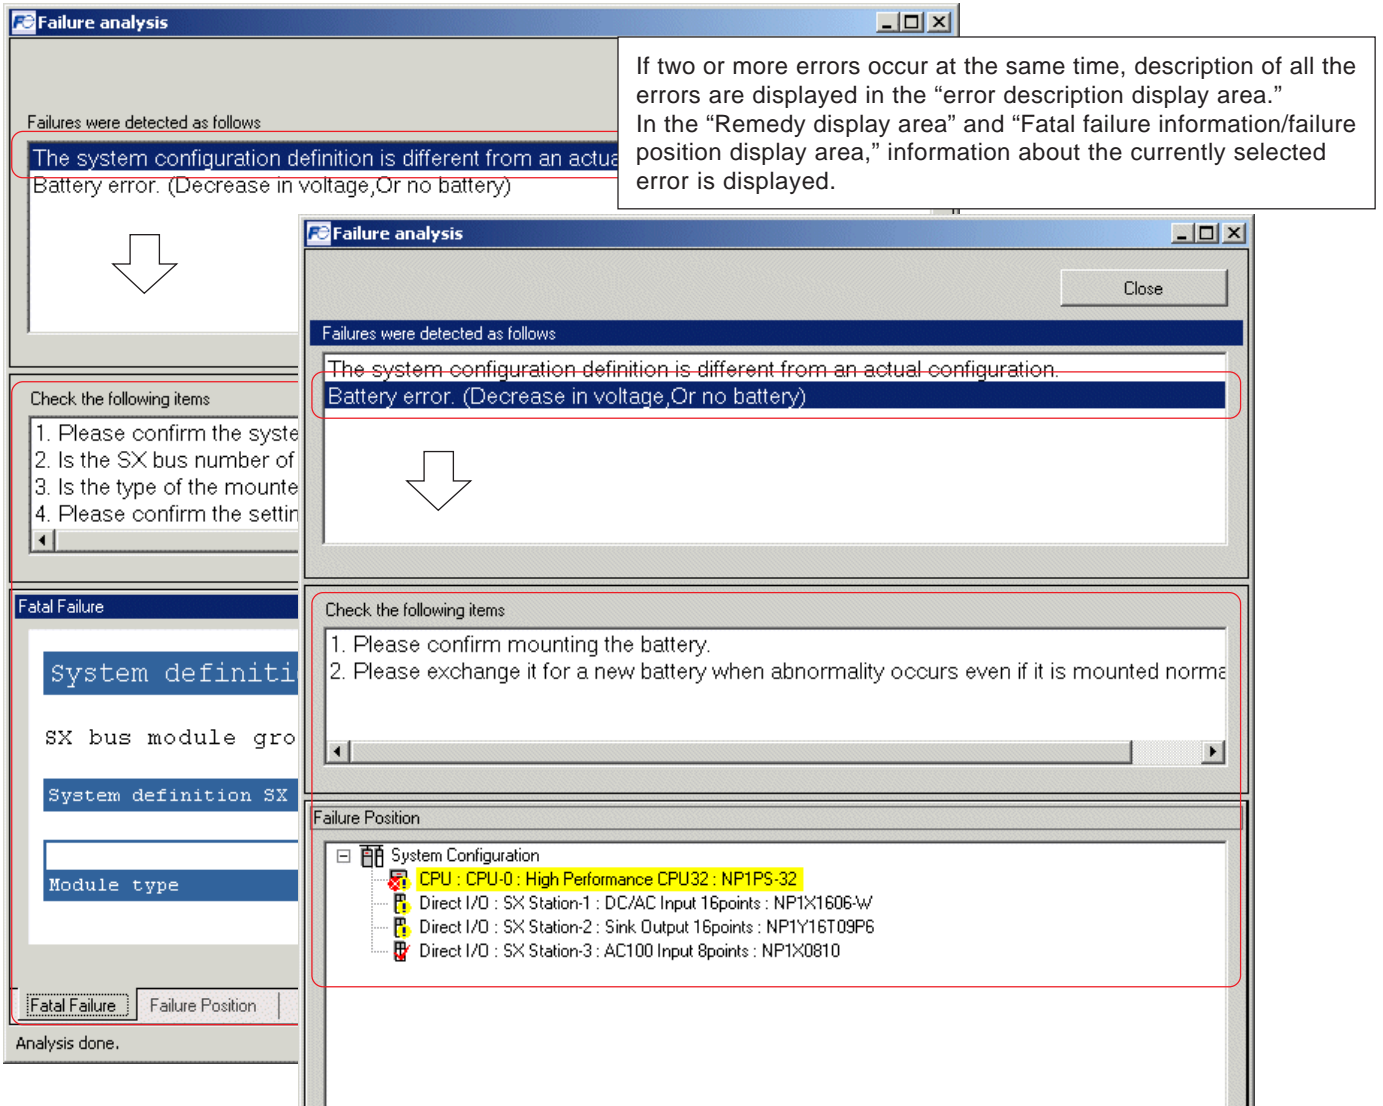 Failure analysis
If two or more errors occur at the same time, description of all the
errors are displayed in the “error description display area.”
In the “Remedy display area” and “Fatal failure information/failure
position display area,” information about the currently selected
error is displayed.
Failures were detected as follows
The system configuration definition is different from an actua
Battery error. (Decrease in voltage,Or no battery)
Check the following items
1. Please confirm the syste
2. Is the SX bus number of
3. Is the type of the mounte
4. Please confirm the settin
Fatal Failure
System definiti
SX bus module gro
System definition SX
Module type
Fatal Failure
Failure Position
Analysis done.
Failure analysis
Close
Failures were detected as follows
The system configuration definition is different from an actual configuration.
Battery error. (Decrease in voltage,Or no battery)
Check the following items
1. Please confirm mounting the battery.
2. Please exchange it for a new battery when abnormality occurs even if it is mounted norma
Failure Position
System Configuration
CPU : CPU-0 : High Performance CPU32 : NP1PS-32
Direct I/O : SX Station-1 : DC/AC Input 16points : NP1X1606-W
Direct I/O : SX Station-2 : Sink Output 16points : NP1Y16T09P6
Direct I/O : SX Station-3 : AC100 Input 8points : NP1X0810